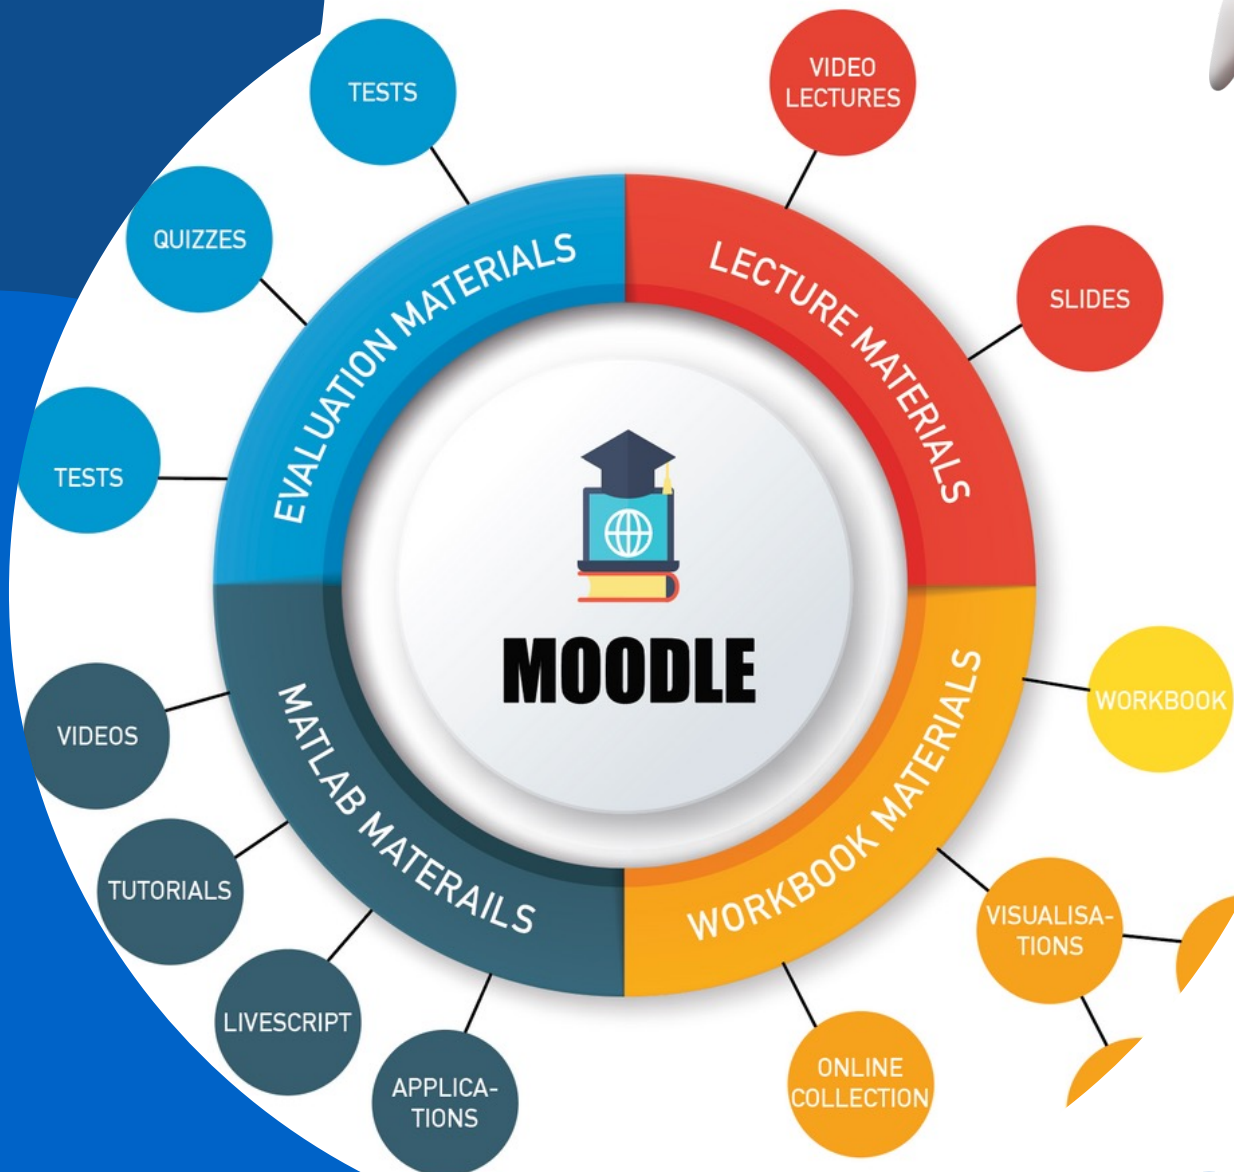 TESTS
VIDEO
LECTURES
QUIZZES
SLIDES
TESTS
EVALUATION MATERIALS
LECTURE MATERIALS
MOODLE
MATLAB MATERAILS
WORKBOOK MATERIALS
WORKBOOK
VIDEOS
TUTORIALS
VISUALISA-
TIONS
LIVESCRIPT
APPLICA-
TIONS
ONLINE
COLLECTION